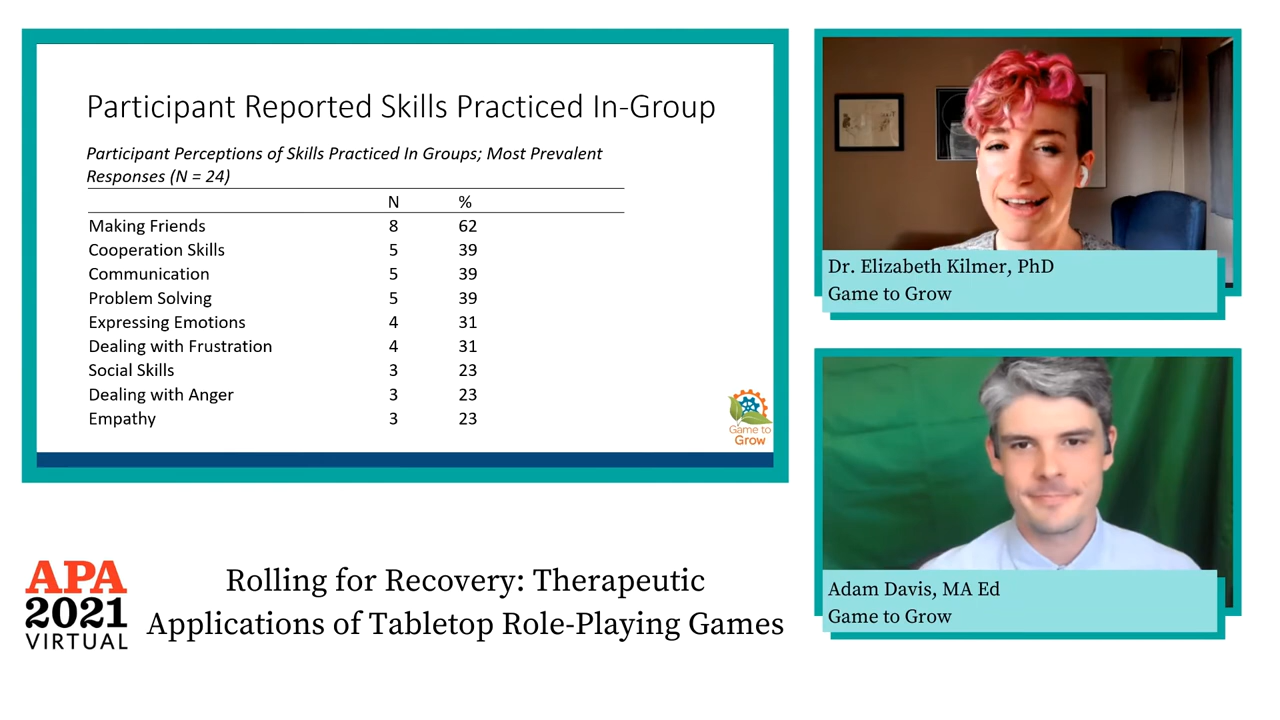 Participant Reported Skills Practiced In-Group
Participant Perceptions of Skills Practiced In Groups; Most Prevalent
Responses (N = 24)
N %
Making Friends 8 62
Cooperation Skills 5 39
Communication 5 39
Problem Solving 5 39
Expressing Emotions 4 31
Dealing with Frustration 4 31
Social Skills 3 23
Dealing with Anger 3 23
Empathy 3 23
Game to
Grow
Dr. Elizabeth Kilmer, PhD
Game to Grow
Adam Davis, MA Ed
Game to Grow
APA
2021
VIRTUAL
Rolling for Recovery: Therapeutic
Applications of Tabletop Role-Playing Games